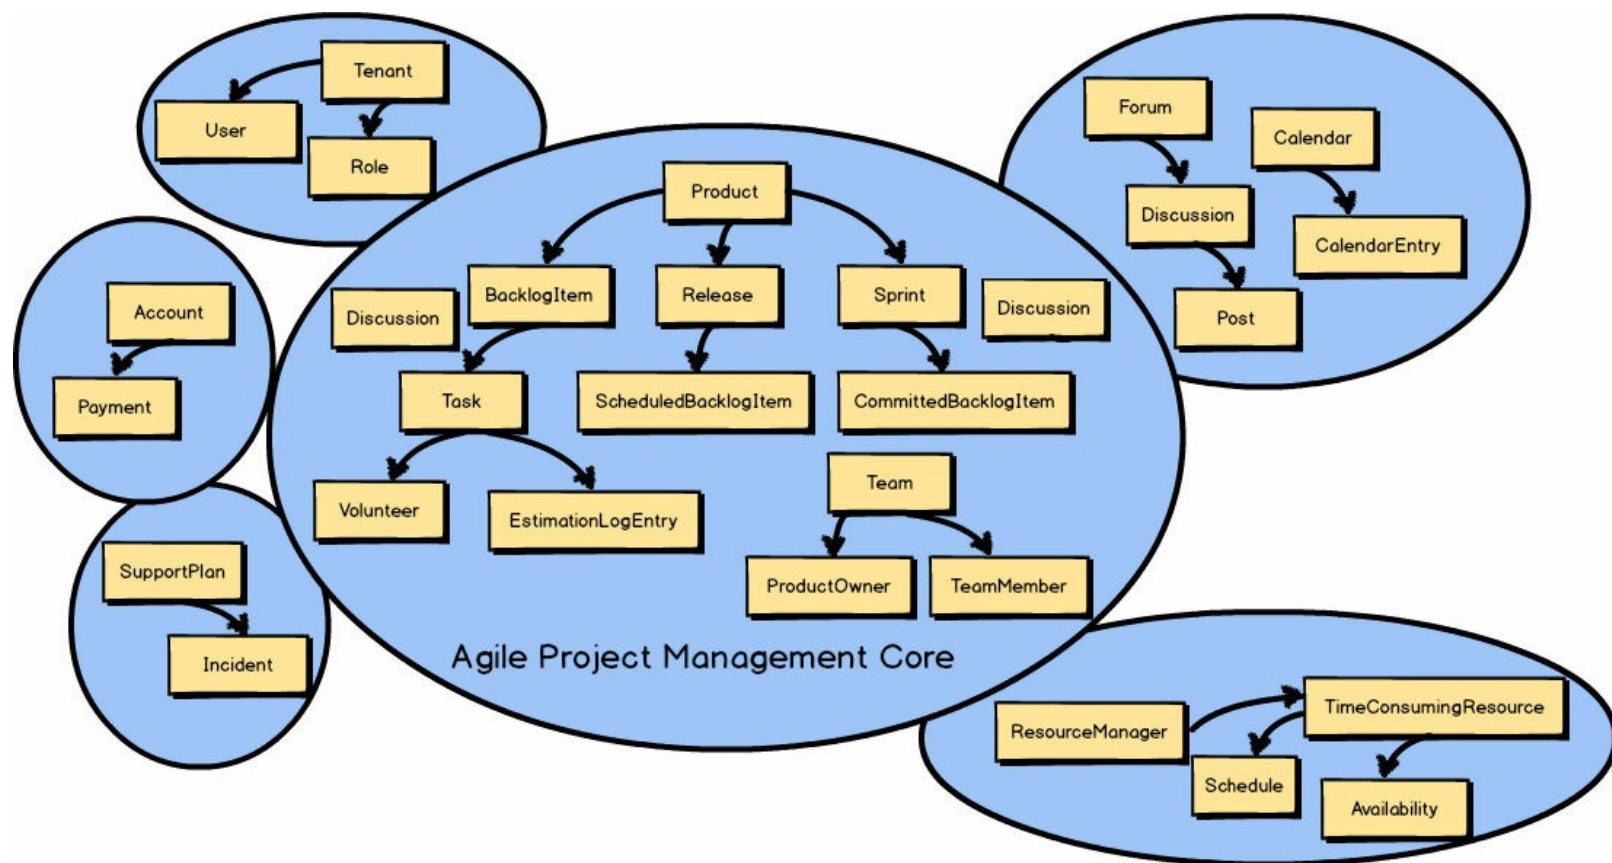 Tenant
User
Role
Forum
Calendar
Discussion
CalendarEntry
Post
Product
BacklogItem
Release
Sprint
Discussion
Discussion
Task
ScheduledBacklogItem
CommittedBacklogItem
Volunteer
EstimationLogEntry
Team
ProductOwner
TeamMember
Agile Project Management Core
Account
Payment
SupportPlan
Incident
ResourceManager
TimeConsumingResource
Schedule
Availability